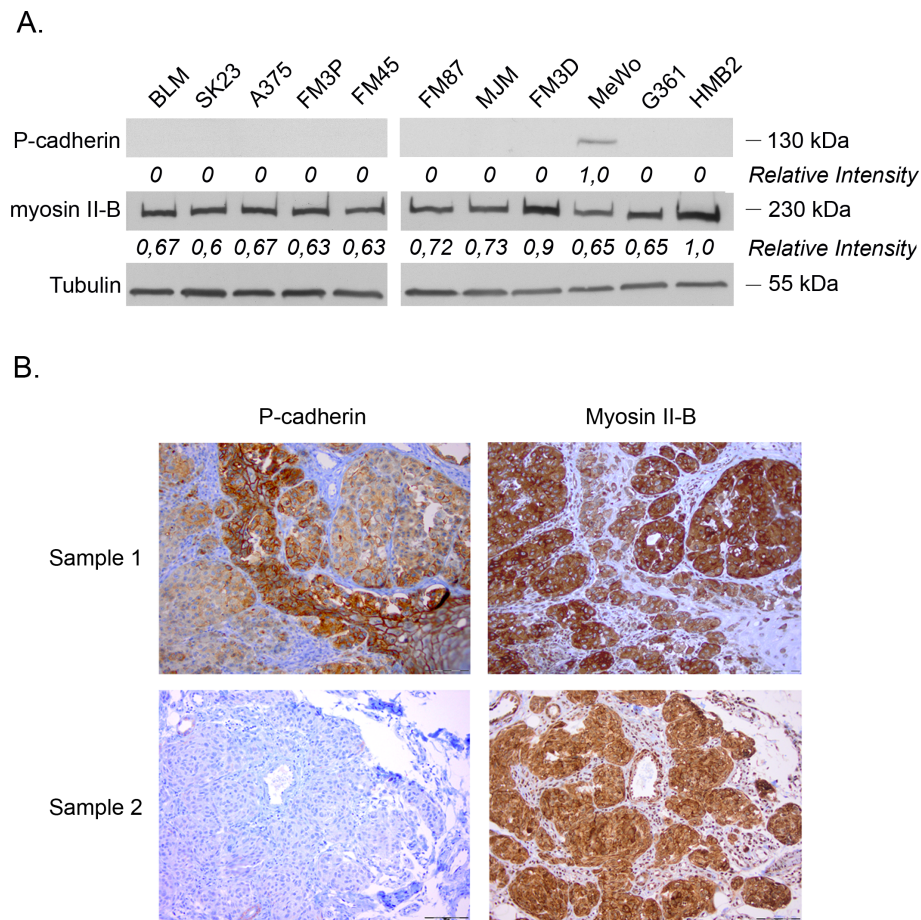 A.
BLM SK23 A375 FM3P FM45 FM87 MJM FM3D MeWo G361 HMB2
P-cadherin — 130 kDa
0 0 0 0 0 0 0 0 1,0 0 0 Relative Intensity
myosin II-B — 230 kDa
0,67 0,6 0,67 0,63 0,63 0,72 0,73 0,9 0,65 0,65 1,0 Relative Intensity
Tubulin — 55 kDa
B.
P-cadherin Myosin II-B
Sample 1
Sample 2